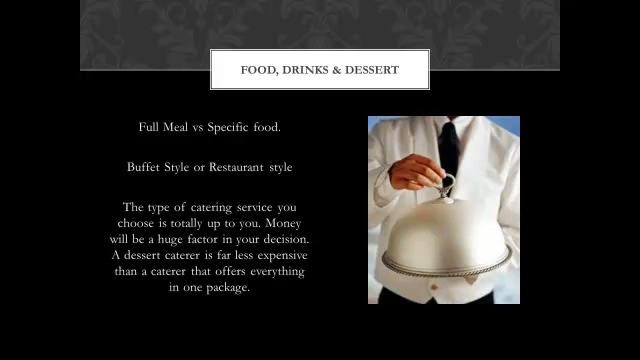 FOOD, DRINKS & DESSERT
Full Meal vs Specific food.
Buffet Style or Restaurant style
The type of catering service you
choose is totally up to you. Money
will be a huge factor in your decision.
A dessert caterer is far less expensive
than a caterer that offers everything
in one package.